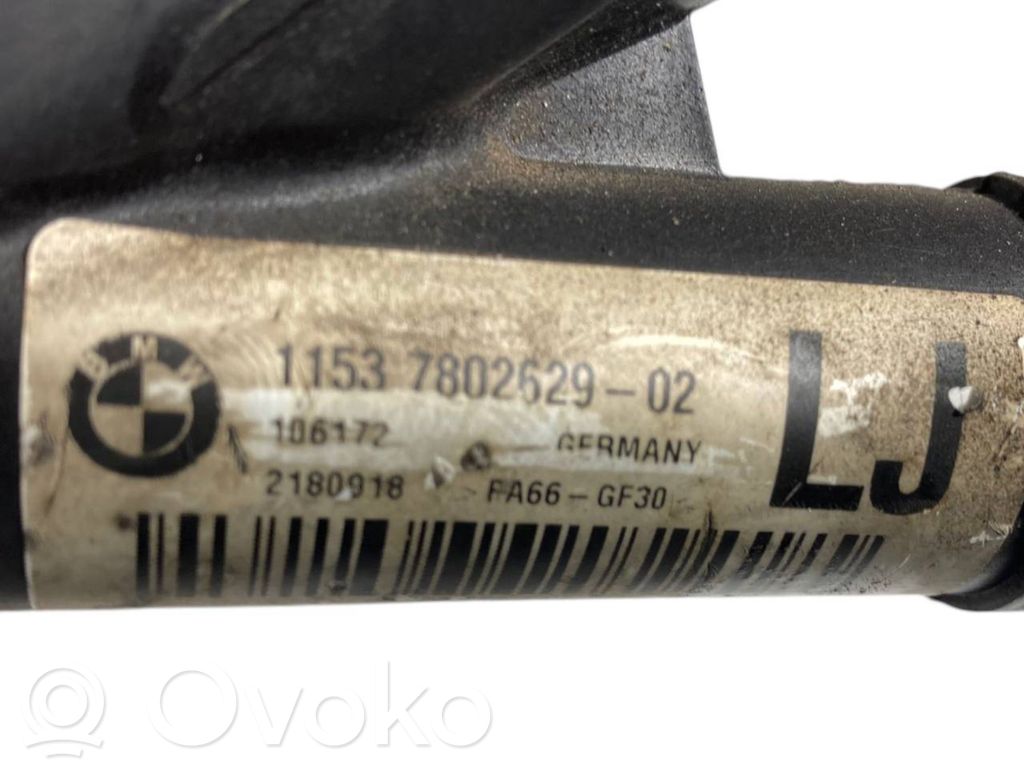 BMW
1153 7802629-02
LJ
106172 GERMANY
2180918 PA66-GF30
Ovoko